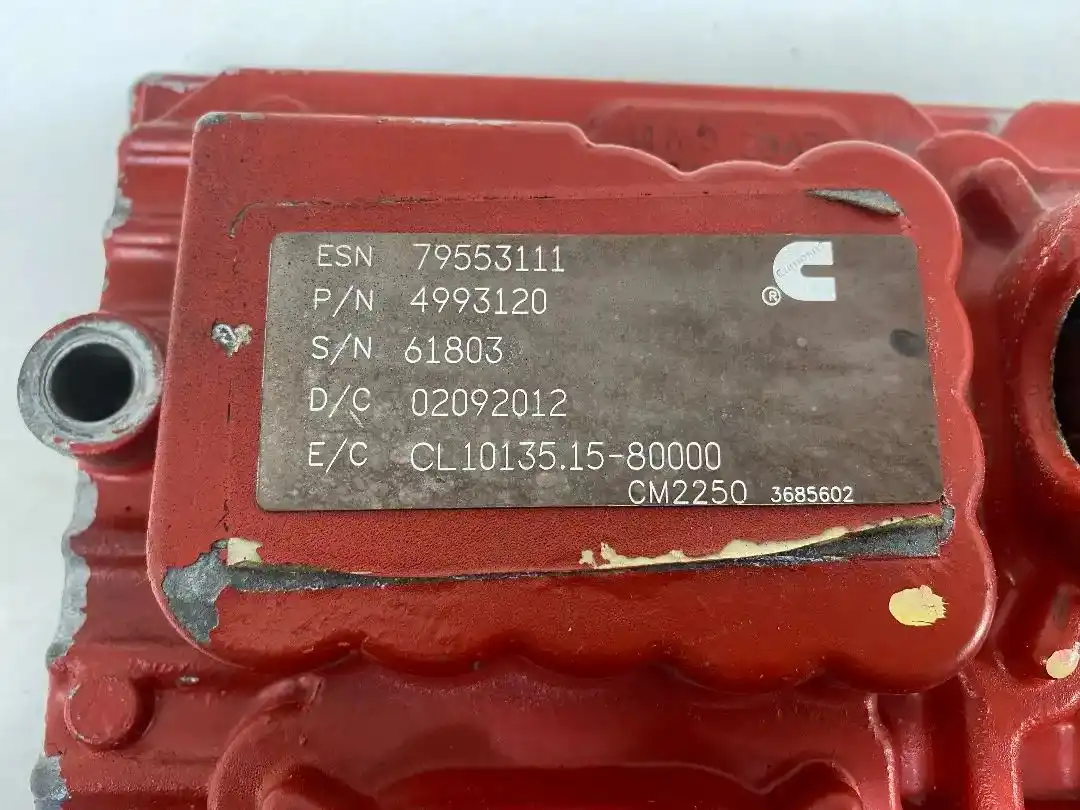 ESN 79553111
P/N 4993120
S/N 61803
D/C 02092012
E/C CL10135.15-80000
CM2250 3685602
®